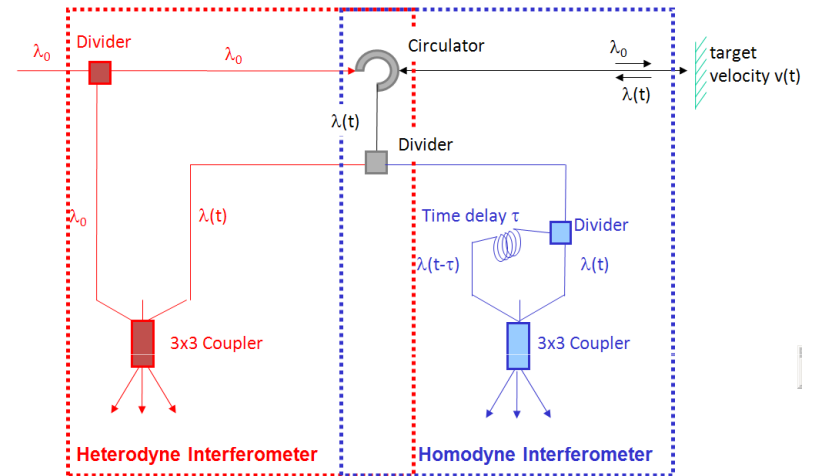 Divider
λ0
λ0
Circulator
λ0
target
velocity v(t)
λ(t)
λ(t)
Divider
λ0
λ(t)
Time delay τ
Divider
λ(t-τ)
λ(t)
3x3 Coupler
3x3 Coupler
Heterodyne Interferometer
Homodyne Interferometer